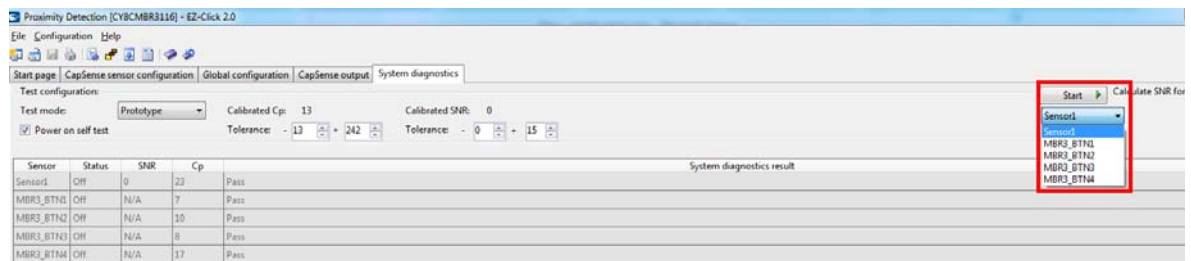 Proximity Detection [CY8CMBR3116] - EZ-Click 2.0
File Configuration Help
Start page CapSense sensor configuration Global configuration CapSense output System diagnostics
Test configuration: Start Calculate SNR for
Test mode: Prototype Calibrated Cp: 13 Calibrated SNR: 0 Sensor1
Power on self test Tolerance: - 13 + 242 Tolerance: - 0 + 15 Sensor1
MBR3_BTN1
MBR3_BTN2
MBR3_BTN3
MBR3_BTN4
Sensor Status SNR Cp System diagnostics result
Sensor1 Off 0 23 Pass
MBR3_BTN1 Off N/A 7 Pass
MBR3_BTN2 Off N/A 10 Pass
MBR3_BTN3 Off N/A 8 Pass
MBR3_BTN4 Off N/A 17 Pass